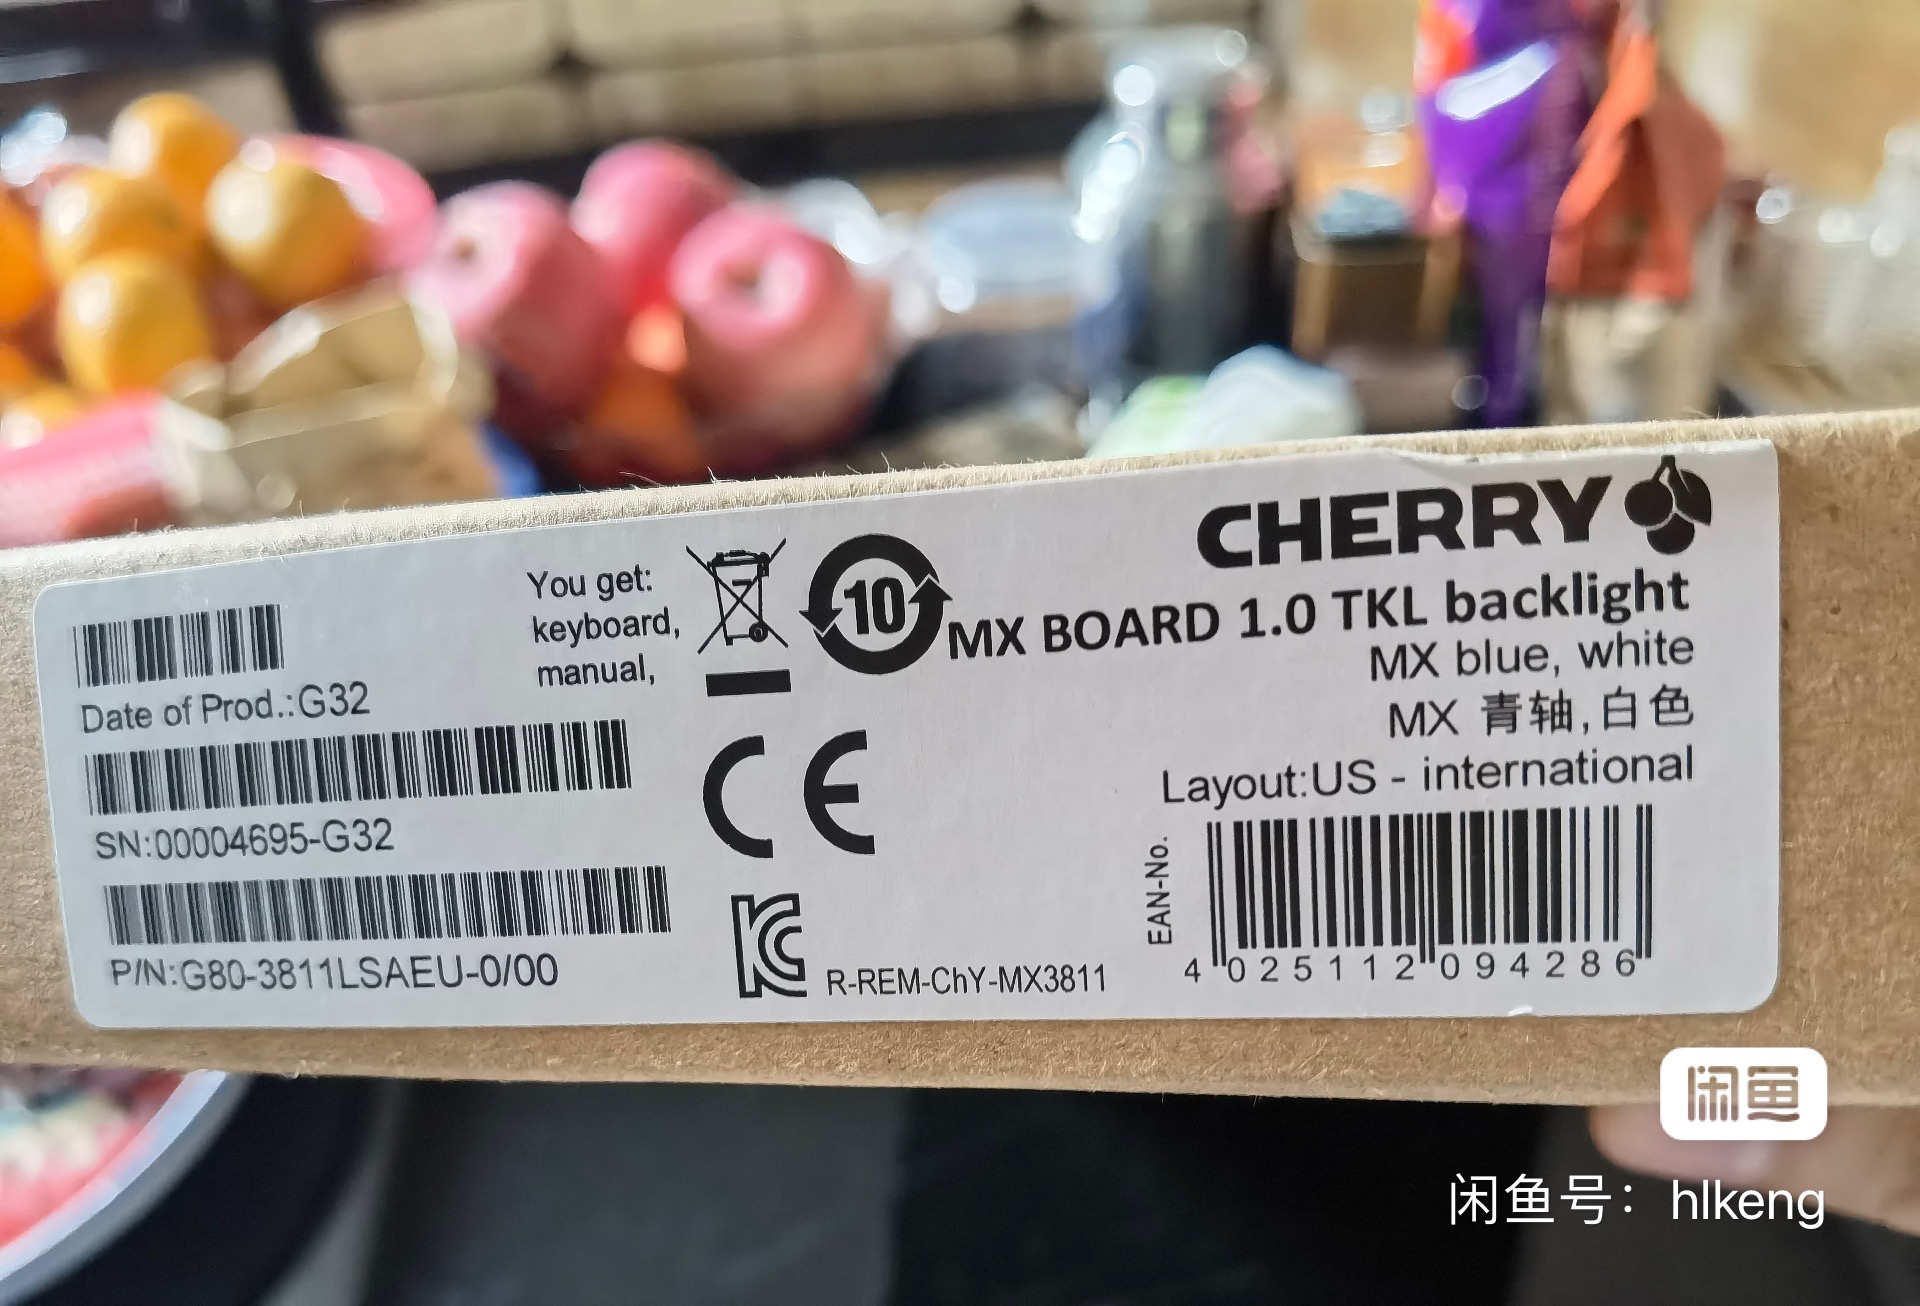 Date of Prod.:G32
SN:00004695-G32
P/N:G80-3811LSAEU-0/00
You get:
keyboard,
manual,
10
CE
KC
R-REM-ChY-MX3811
CHERRY
MX BOARD 1.0 TKL backlight
MX blue, white
MX 青轴,白色
Layout:US - international
EAN-No.
4 025112 094286
闲鱼
闲鱼号：hlkeng